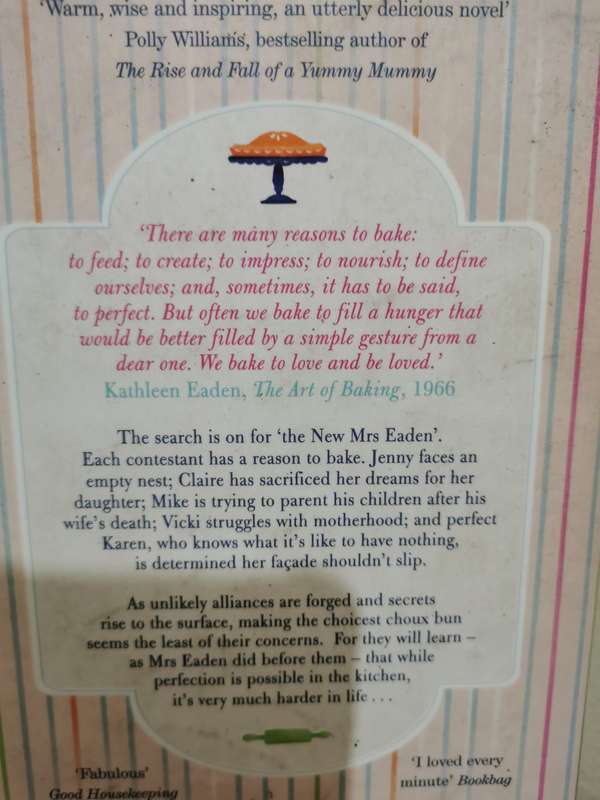 'Warm, wise and inspiring, an utterly delicious novel'
Polly Williams, bestselling author of
The Rise and Fall of a Yummy Mummy
'There are many reasons to bake:
to feed; to create; to impress; to nourish; to define
ourselves; and, sometimes, it has to be said,
to perfect. But often we bake to fill a hunger that
would be better filled by a simple gesture from a
dear one. We bake to love and be loved.'
Kathleen Eaden, The Art of Baking, 1966
The search is on for 'the New Mrs Eaden'.
Each contestant has a reason to bake. Jenny faces an
empty nest; Claire has sacrificed her dreams for her
daughter; Mike is trying to parent his children after his
wife's death; Vicki struggles with motherhood; and perfect
Karen, who knows what it's like to have nothing,
is determined her façade shouldn't slip.
As unlikely alliances are forged and secrets
rise to the surface, making the choicest choux bun
seems the least of their concerns. For they will learn –
as Mrs Eaden did before them – that while
perfection is possible in the kitchen,
it's very much harder in life . . .
'Fabulous'
Good Housekeeping
'I loved every
minute' Bookbag